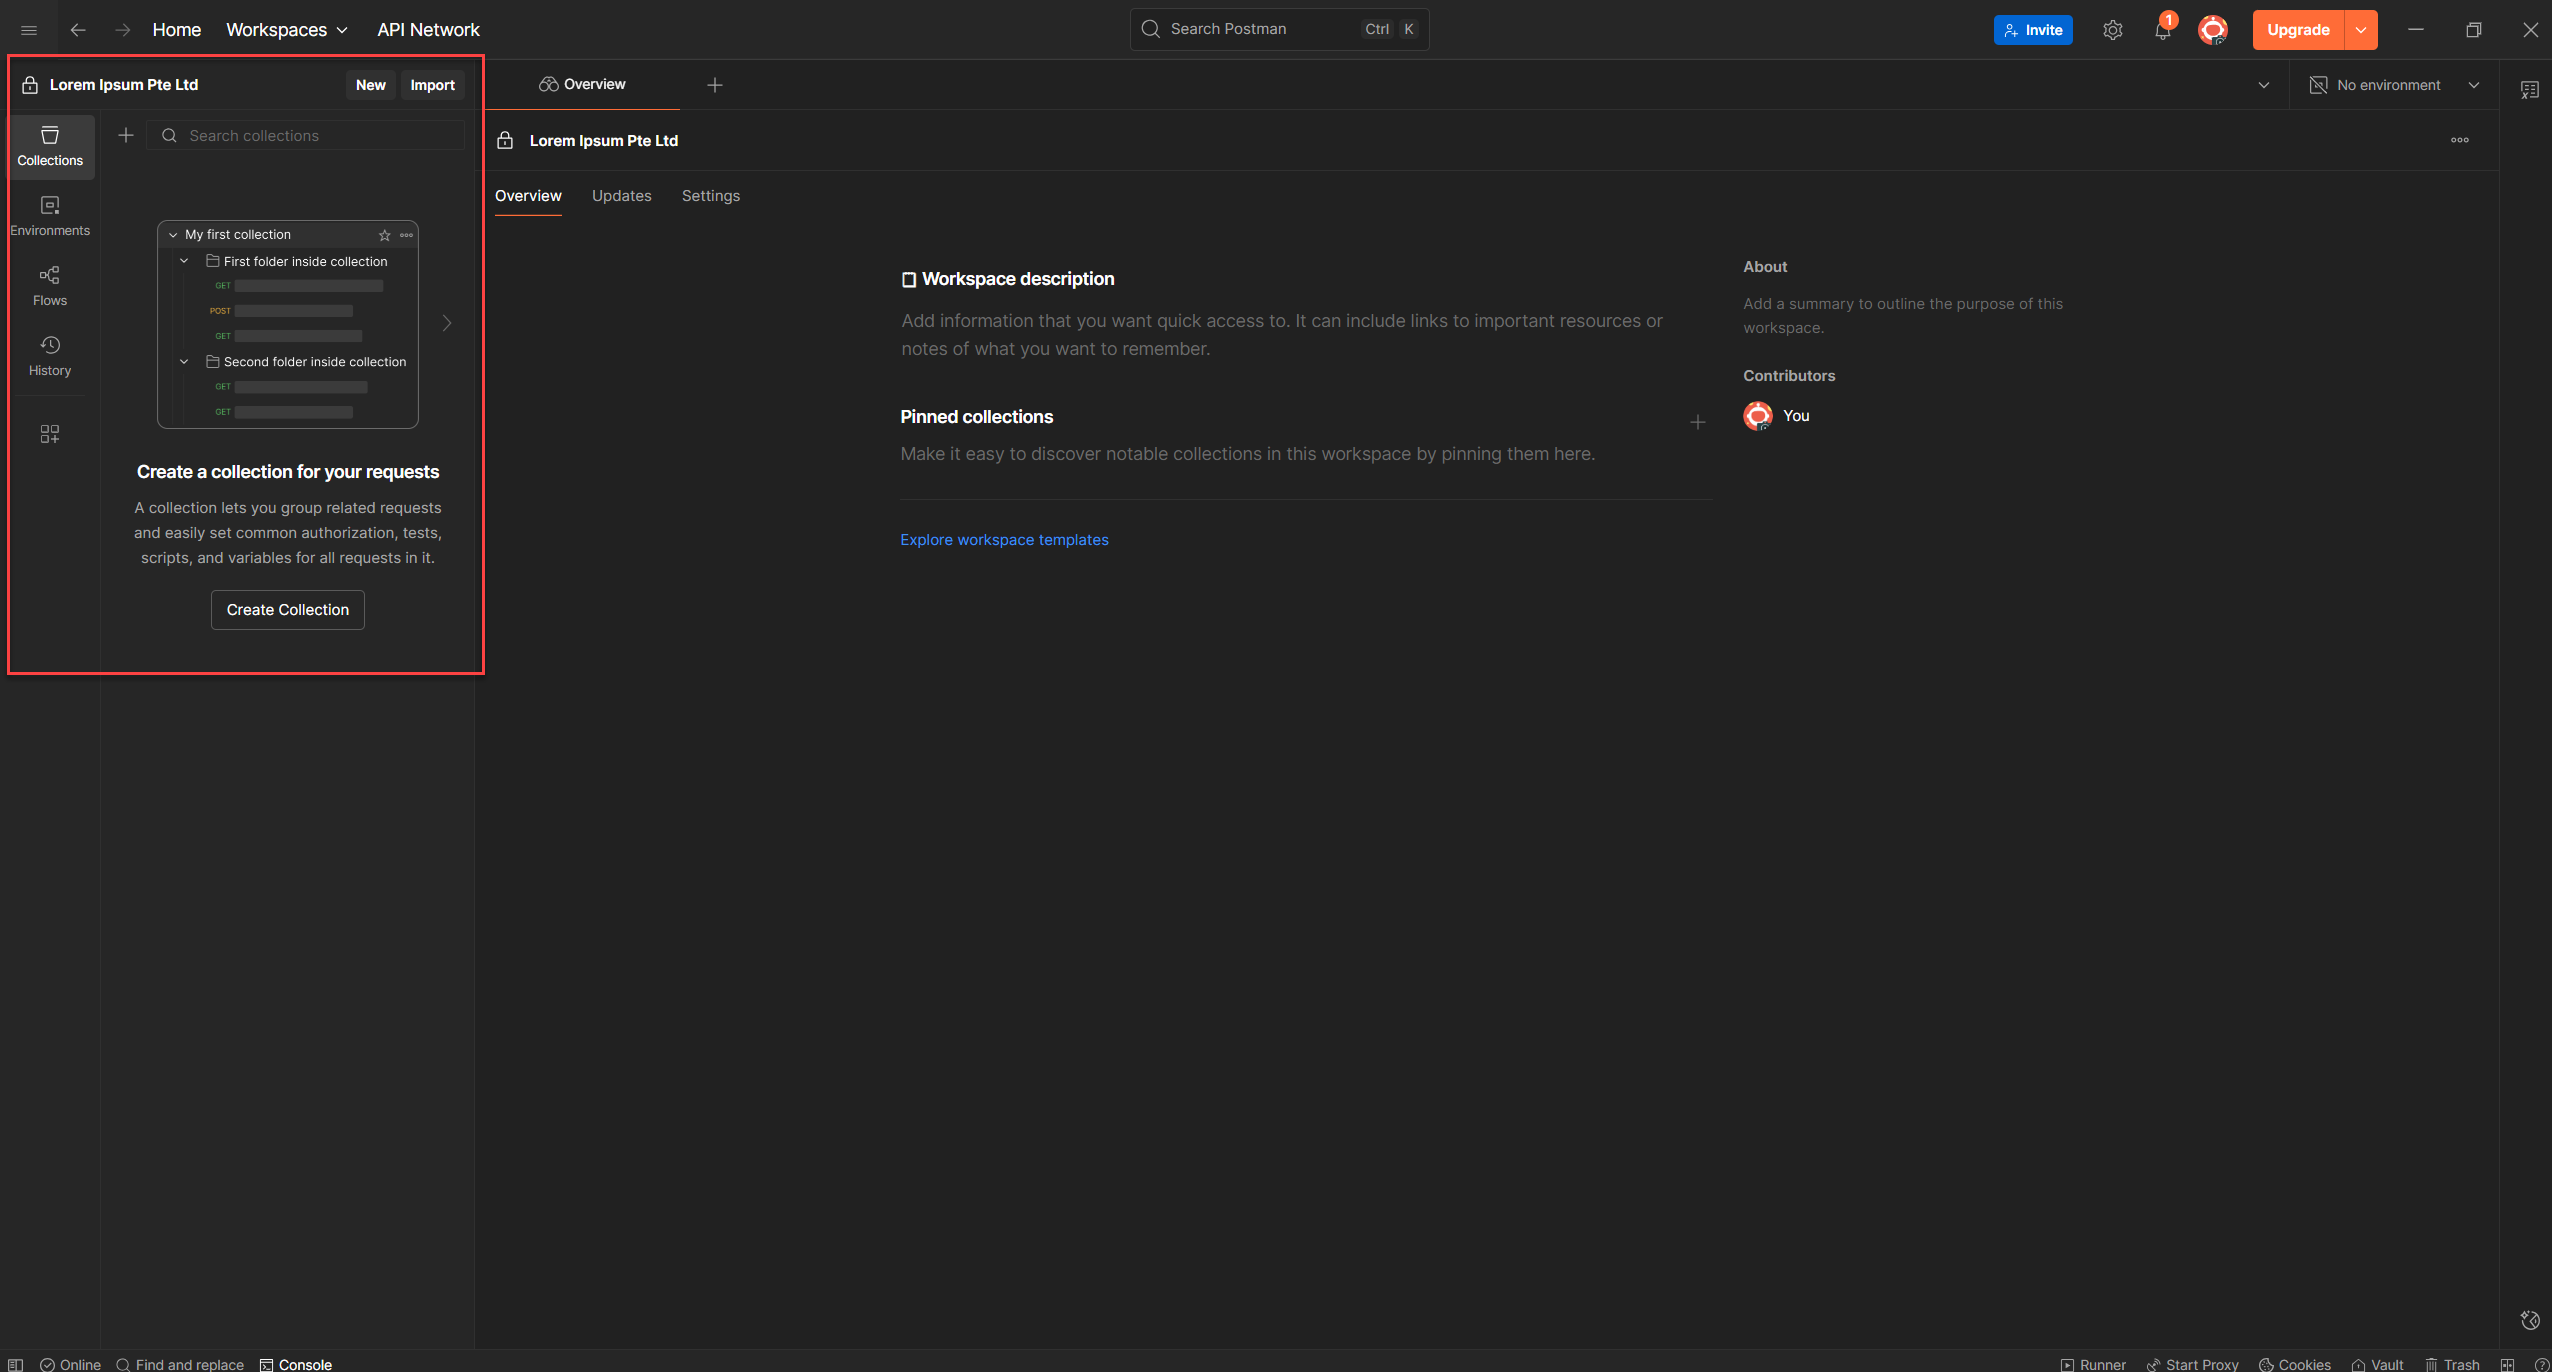 Home Workspaces API Network
Search Postman Ctrl K
Invite
1
Upgrade
Lorem Ipsum Pte Ltd
New Import
Overview
No environment
Collections
Environments
Flows
History
Search collections
My first collection
First folder inside collection
GET
POST
GET
Second folder inside collection
GET
GET
Create a collection for your requests
A collection lets you group related requests
and easily set common authorization, tests,
scripts, and variables for all requests in it.
Create Collection
Lorem Ipsum Pte Ltd
Overview Updates Settings
Workspace description
Add information that you want quick access to. It can include links to important resources or
notes of what you want to remember.
Pinned collections
Make it easy to discover notable collections in this workspace by pinning them here.
Explore workspace templates
About
Add a summary to outline the purpose of this
workspace.
Contributors
You
Online Find and replace Console
Runner Start Proxy Cookies Vault Trash